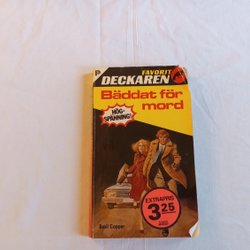 P
FAVORIT
DECKAREN
Bäddat för
mord
HÖG-
SPÄNNING!
EXTRAPRIS
3.25
Basil Copper